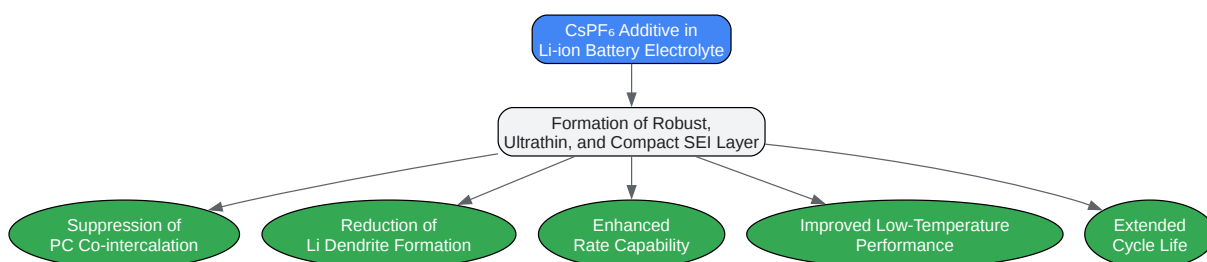 CsPF₆ Additive in
Li-ion Battery Electrolyte
Formation of Robust,
Ultrathin, and Compact SEI Layer
Suppression of
PC Co-intercalation
Reduction of
Li Dendrite Formation
Enhanced
Rate Capability
Improved Low-Temperature
Performance
Extended
Cycle Life